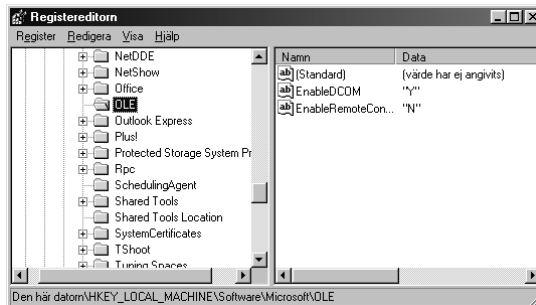 Registereditorn
Register Redigera Visa Hjälp
NetDDE
NetShow
Office
OLE
Outlook Express
Plus!
Protected Storage System Pr
Rpc
SchedulingAgent
Shared Tools
Shared Tools Location
SystemCertificates
TShoot
Tuning Spaces
Namn Data
(Standard) (värde har ej angivits)
EnableDCOM "Y"
EnableRemoteCon... "N"
Den här datorn\HKEY_LOCAL_MACHINE\Software\Microsoft\OLE